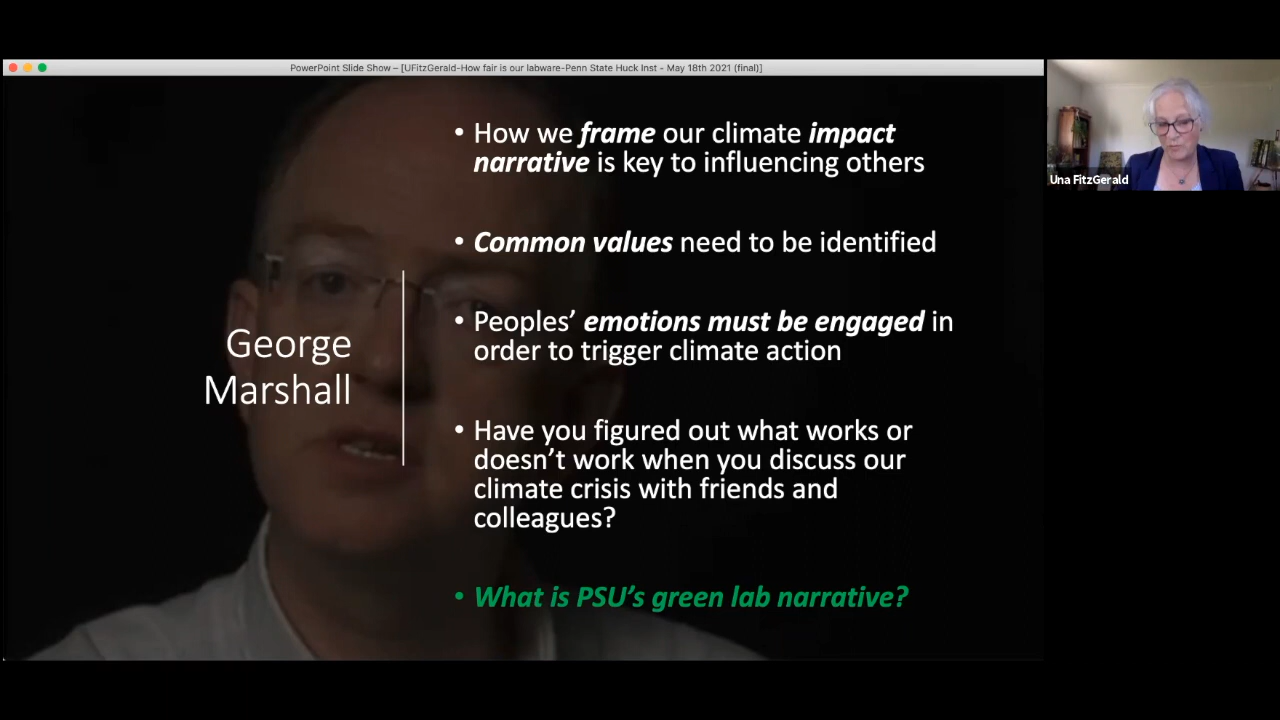 PowerPoint Slide Show – [UFitzGerald-How fair is our labware-Penn State Huck Inst - May 18th 2021 (final)]
George
Marshall
• How we frame our climate impact
narrative is key to influencing others
• Common values need to be identified
• Peoples’ emotions must be engaged in
order to trigger climate action
• Have you figured out what works or
doesn’t work when you discuss our
climate crisis with friends and
colleagues?
• What is PSU’s green lab narrative?
Una FitzGerald